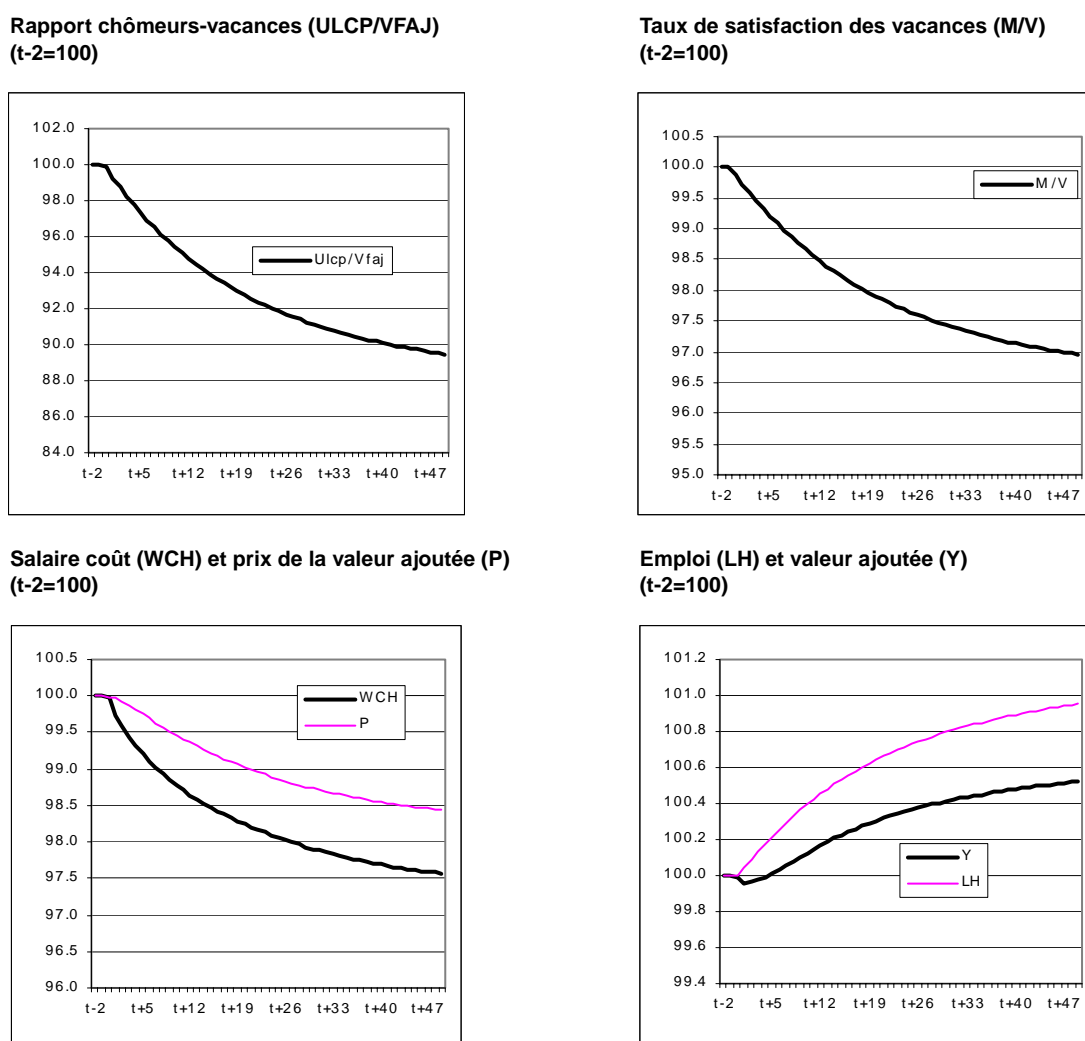 Rapport chômeurs-vacances (ULCP/VFAJ)
(t-2=100)
102.0
100.0
98.0
96.0
94.0
92.0
90.0
88.0
86.0
84.0
Ulcp/Vfaj
t-2 t+5 t+12 t+19 t+26 t+33 t+40 t+47
Taux de satisfaction des vacances (M/V)
(t-2=100)
100.5
100.0
99.5
99.0
98.5
98.0
97.5
97.0
96.5
96.0
95.5
95.0
M/V
t-2 t+5 t+12 t+19 t+26 t+33 t+40 t+47
Salaire coût (WCH) et prix de la valeur ajoutée (P)
(t-2=100)
100.5
100.0
99.5
99.0
98.5
98.0
97.5
97.0
96.5
96.0
WCH
P
t-2 t+5 t+12 t+19 t+26 t+33 t+40 t+47
Emploi (LH) et valeur ajoutée (Y)
(t-2=100)
101.2
101.0
100.8
100.6
100.4
100.2
100.0
99.8
99.6
99.4
Y
LH
t-2 t+5 t+12 t+19 t+26 t+33 t+40 t+47